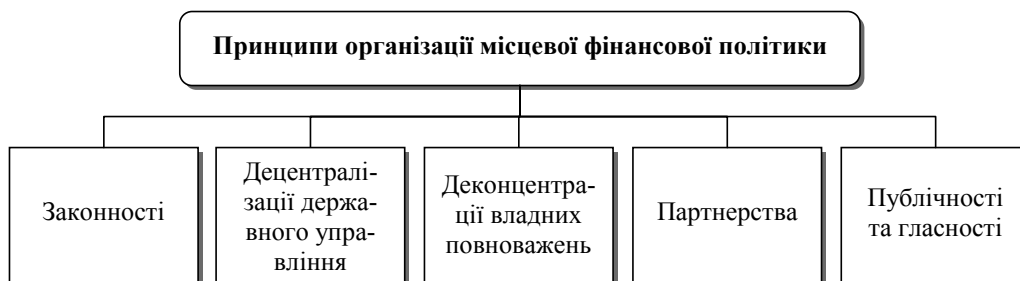 Принципи організації місцевої фінансової політики
Законності
Децентралі-
зації держа-
вного упра-
вління
Деконцентра-
ції владних
повноважень
Партнерства
Публічності
та гласності